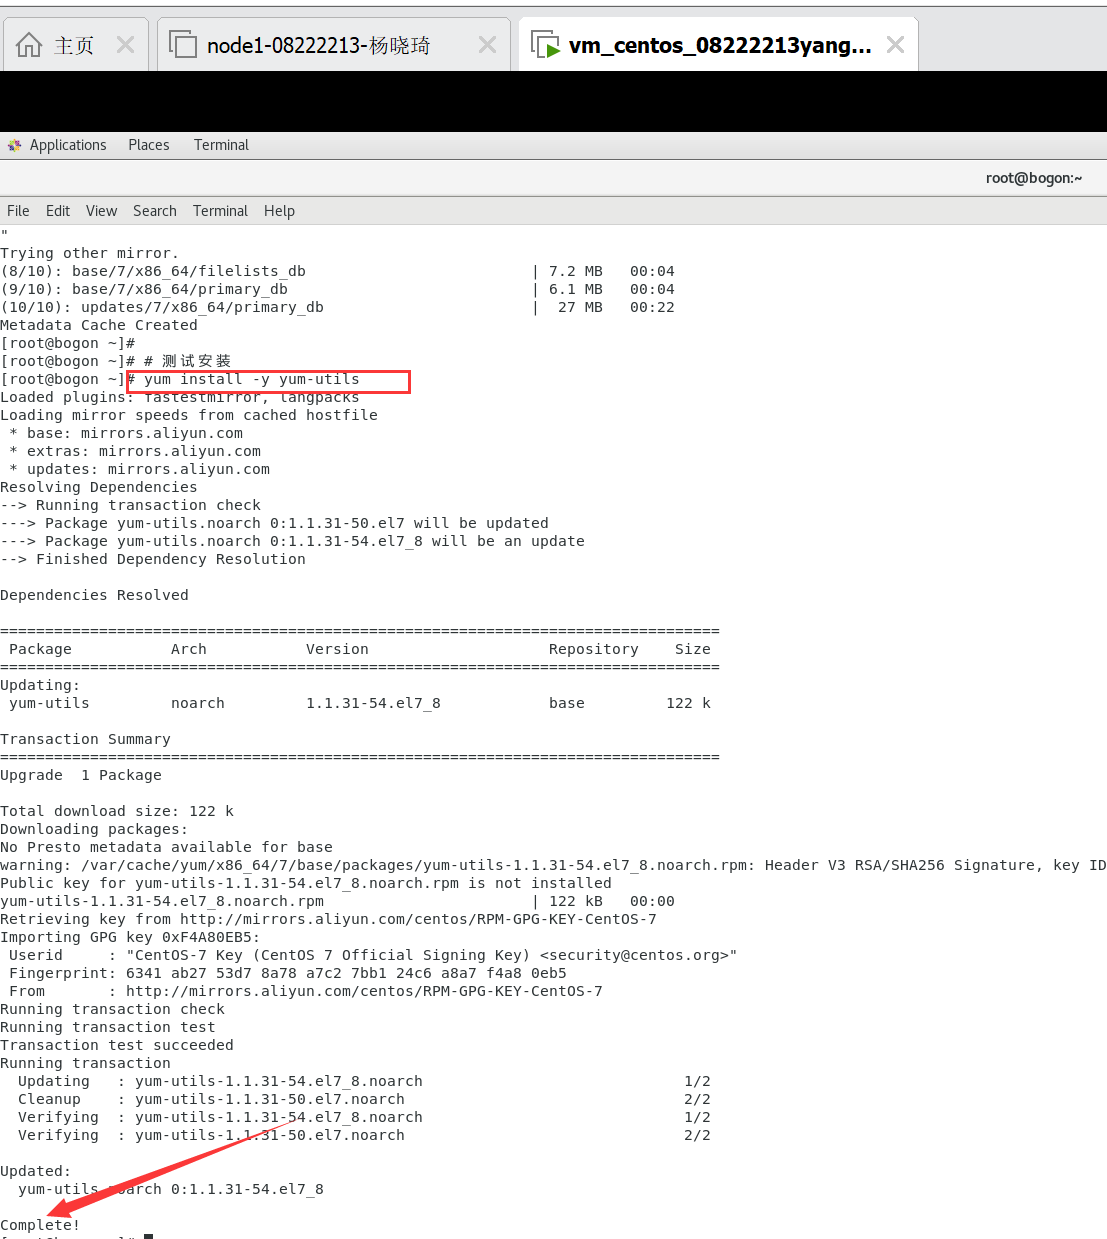 主页
node1-08222213-杨晓琦
vm_centos_08222213yang...
Applications Places Terminal
root@bogon:~
File Edit View Search Terminal Help
"
Trying other mirror.
(8/10): base/7/x86_64/filelists_db | 7.2 MB 00:04
(9/10): base/7/x86_64/primary_db | 6.1 MB 00:04
(10/10): updates/7/x86_64/primary_db | 27 MB 00:22
Metadata Cache Created
[root@bogon ~]#
[root@bogon ~]# # 测试安装
[root@bogon ~]# yum install -y yum-utils
Loaded plugins: fastestmirror, langpacks
Loading mirror speeds from cached hostfile
* base: mirrors.aliyun.com
* extras: mirrors.aliyun.com
* updates: mirrors.aliyun.com
Resolving Dependencies
--> Running transaction check
---> Package yum-utils.noarch 0:1.1.31-50.el7 will be updated
---> Package yum-utils.noarch 0:1.1.31-54.el7_8 will be an update
--> Finished Dependency Resolution
Dependencies Resolved
================================================================================
Package Arch Version Repository Size
================================================================================
Updating:
yum-utils noarch 1.1.31-54.el7_8 base 122 k
Transaction Summary
================================================================================
Upgrade 1 Package
Total download size: 122 k
Downloading packages:
No Presto metadata available for base
warning: /var/cache/yum/x86_64/7/base/packages/yum-utils-1.1.31-54.el7_8.noarch.rpm: Header V3 RSA/SHA256 Signature, key ID
Public key for yum-utils-1.1.31-54.el7_8.noarch.rpm is not installed
yum-utils-1.1.31-54.el7_8.noarch.rpm | 122 kB 00:00
Retrieving key from http://mirrors.aliyun.com/centos/RPM-GPG-KEY-CentOS-7
Importing GPG key 0xF4A80EB5:
Userid : "CentOS-7 Key (CentOS 7 Official Signing Key) <security@centos.org>"
Fingerprint: 6341 ab27 53d7 8a78 a7c2 7bb1 24c6 a8a7 f4a8 0eb5
From : http://mirrors.aliyun.com/centos/RPM-GPG-KEY-CentOS-7
Running transaction check
Running transaction test
Transaction test succeeded
Running transaction
Updating : yum-utils-1.1.31-54.el7_8.noarch 1/2
Cleanup : yum-utils-1.1.31-50.el7.noarch 2/2
Verifying : yum-utils-1.1.31-54.el7_8.noarch 1/2
Verifying : yum-utils-1.1.31-50.el7.noarch 2/2
Updated:
yum-utils.noarch 0:1.1.31-54.el7_8
Complete!